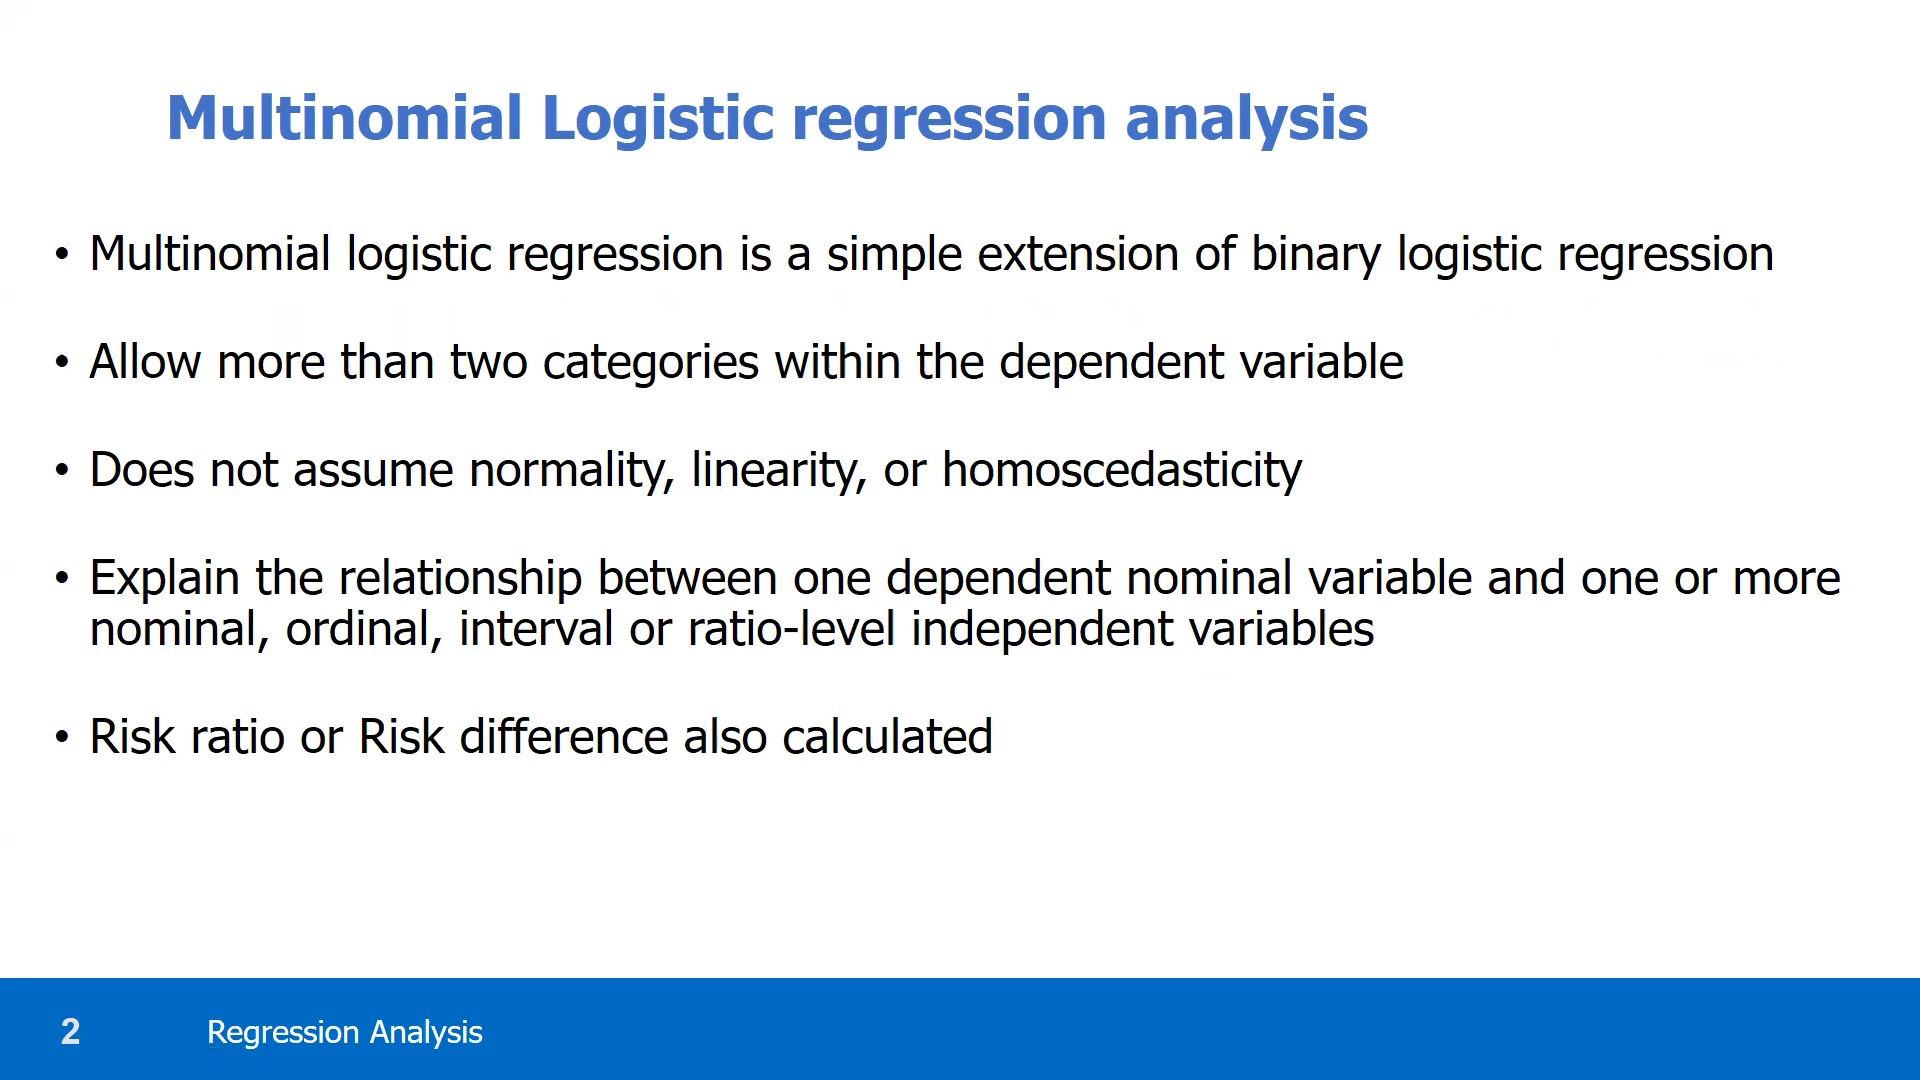 Multinomial Logistic regression analysis
• Multinomial logistic regression is a simple extension of binary logistic regression
• Allow more than two categories within the dependent variable
• Does not assume normality, linearity, or homoscedasticity
• Explain the relationship between one dependent nominal variable and one or more
nominal, ordinal, interval or ratio-level independent variables
• Risk ratio or Risk difference also calculated
2 Regression Analysis